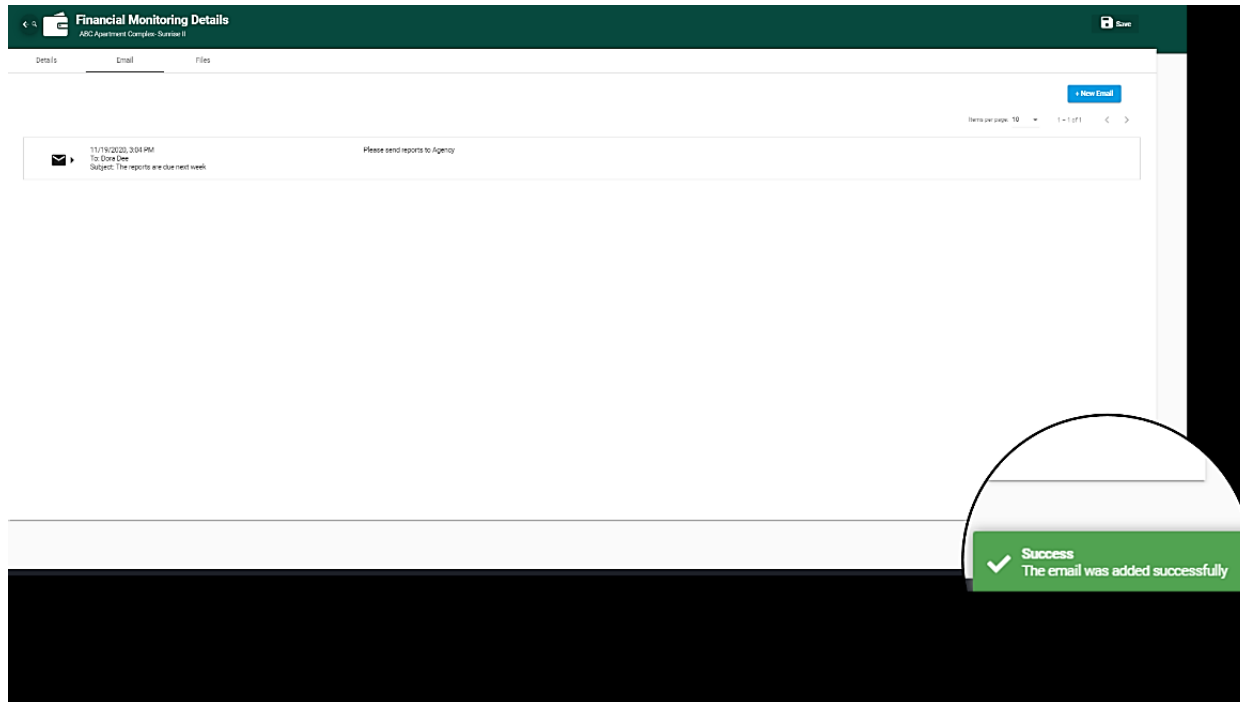 Financial Monitoring Details
ABC Apartment Complex-Sunrise II
Save
Details Email Files
+ New Email
Items per page: 10 1 – 1 of 1
11/19/2020, 3:04 PM Please send reports to Agency
To: Dora Dee
Subject: The reports are due next week
Success
The email was added successfully